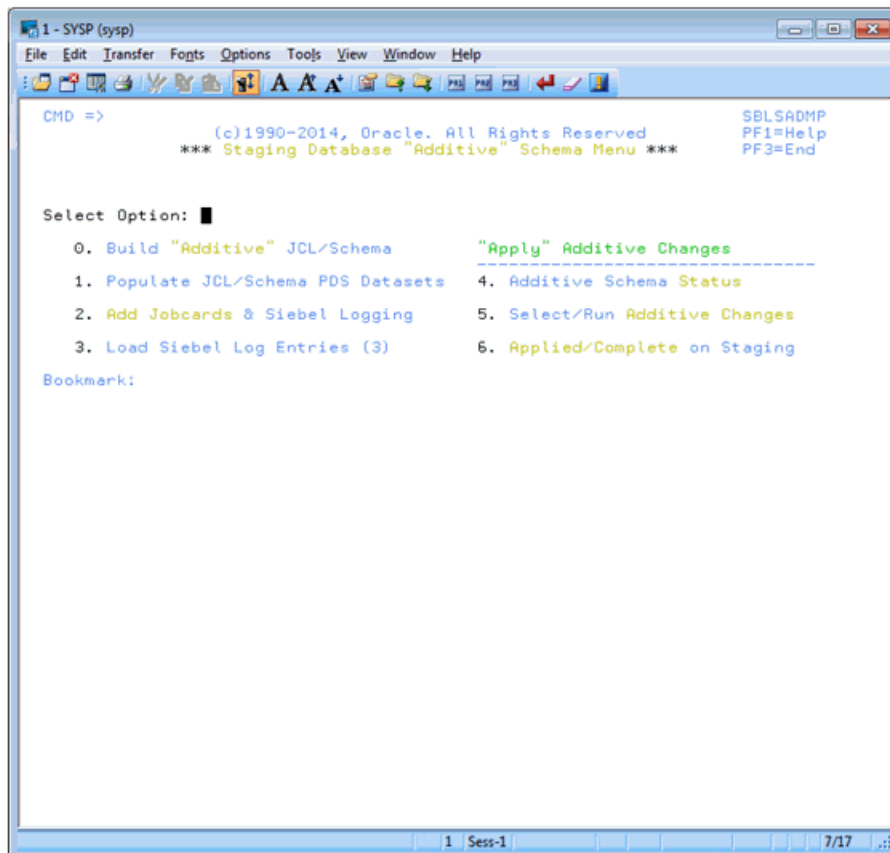 1 - SYSP (sysp)
File Edit Transfer Fonts Options Tools View Window Help
PA1 PA2 PA3
CMD => SBLSADMP
(c)1990-2014, Oracle. All Rights Reserved PF1=Help
*** Staging Database "Additive" Schema Menu *** PF3=End
Select Option:
0. Build "Additive" JCL/Schema "Apply" Additive Changes
--------------------------------
1. Populate JCL/Schema PDS Datasets 4. Additive Schema Status
2. Add Jobcards & Siebel Logging 5. Select/Run Additive Changes
3. Load Siebel Log Entries (3) 6. Applied/Complete on Staging
Bookmark:
1 Sess-1 7/17